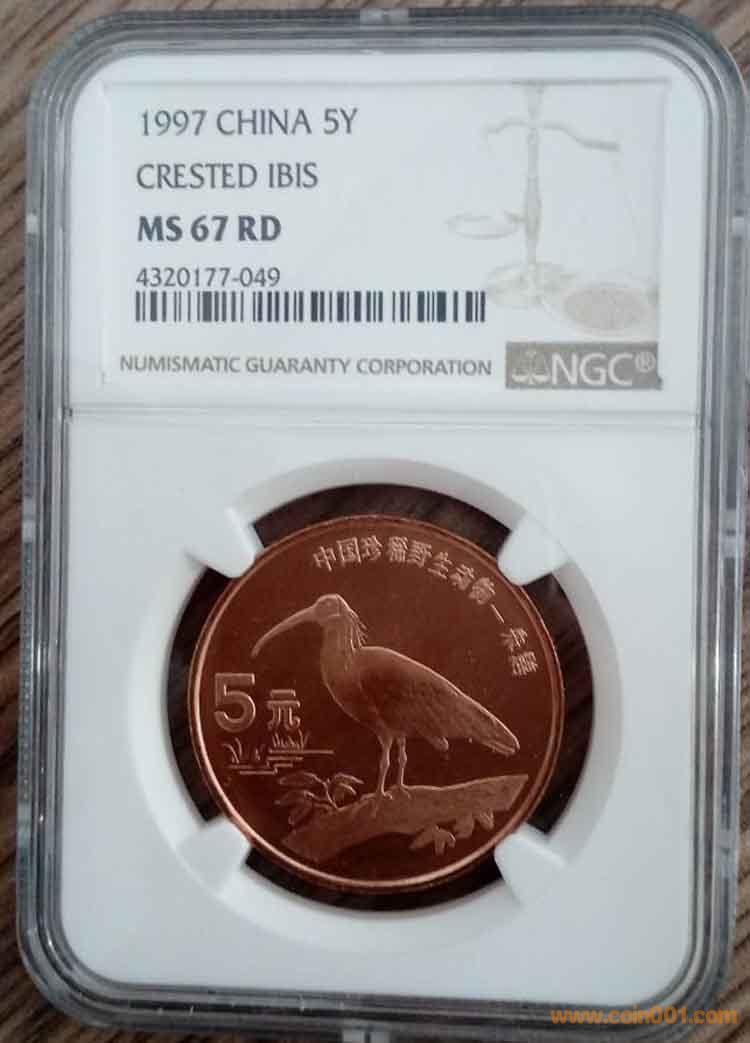 1997 CHINA 5Y
CRESTED IBIS
MS 67 RD
4320177-049
NUMISMATIC GUARANTY CORPORATION
NGC®
中国珍稀野生动物—朱鹮
5元
www.coin001.com